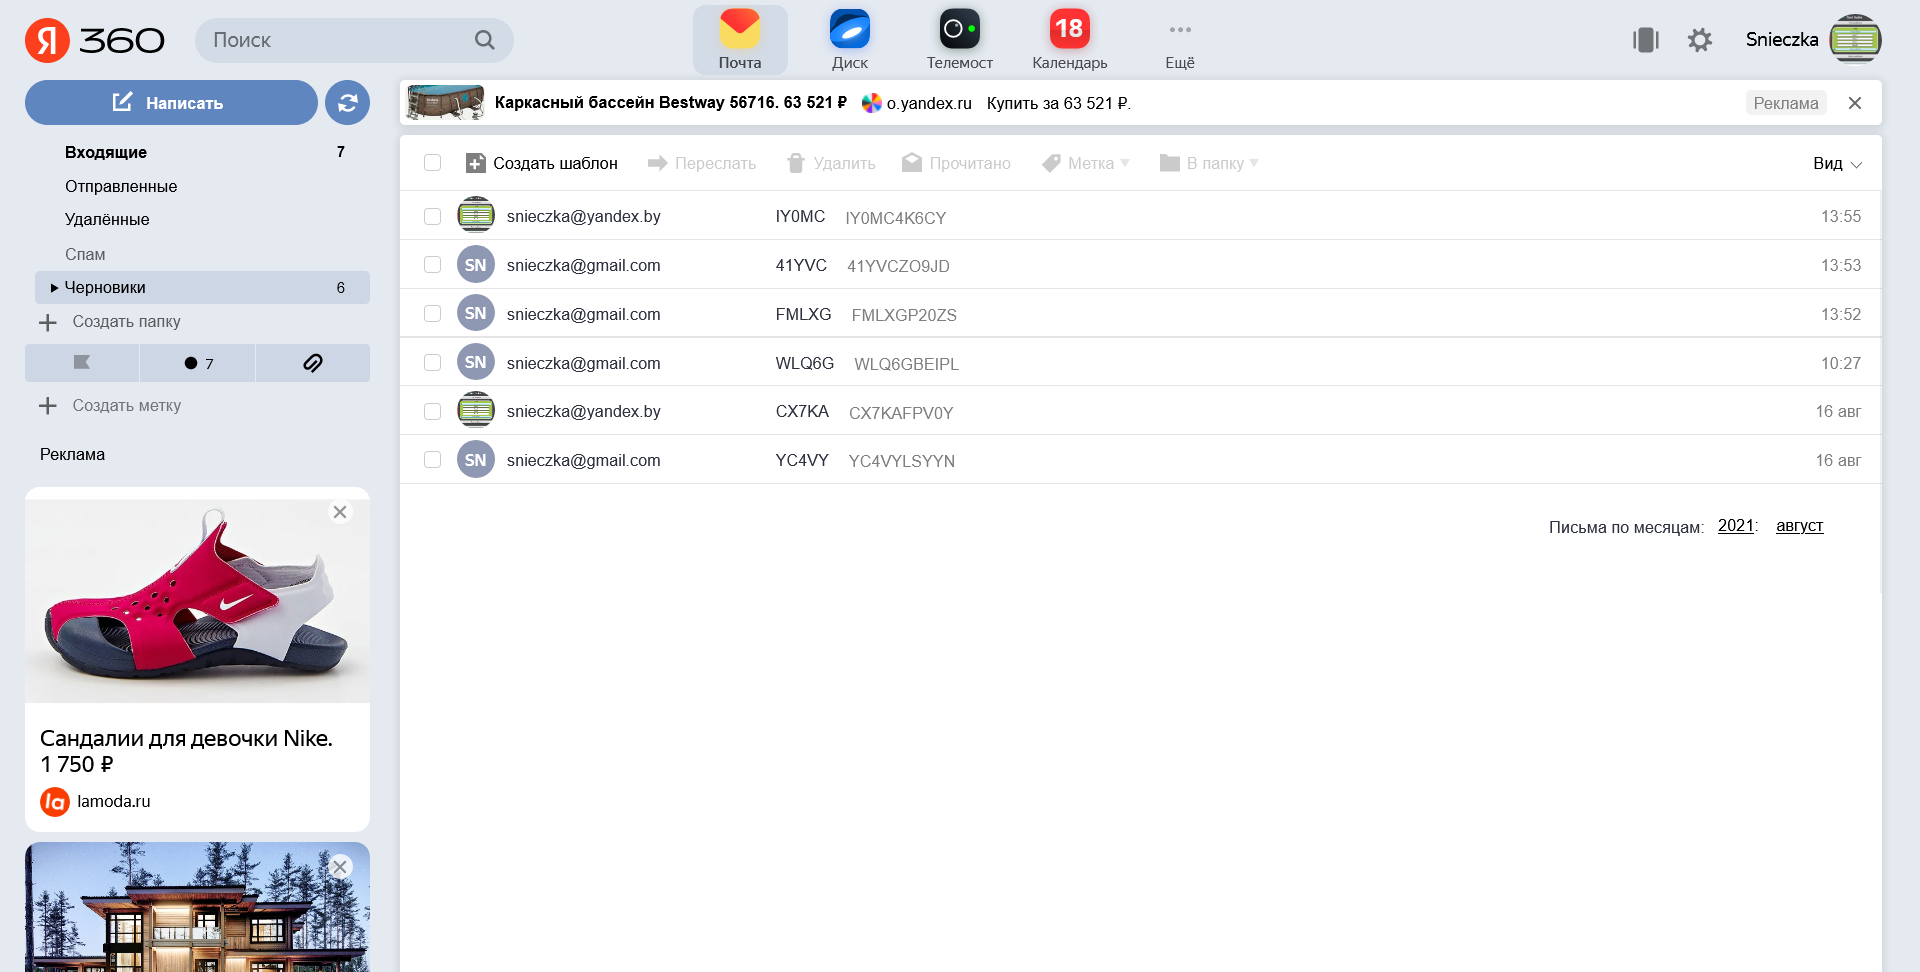 Я 360
Поиск
Почта
Диск
Телемост
18
Календарь
Ещё
Snieczka
Написать
Каркасный бассейн Bestway 56716. 63 521 ₽ o.yandex.ru Купить за 63 521 ₽. Реклама
Входящие 7
Отправленные
Удалённые
Спам
Черновики 6
Создать папку
7
Создать метку
Реклама
Создать шаблон Переслать Удалить Прочитано Метка В папку Вид
snieczka@yandex.by IY0MC IY0MC4K6CY 13:55
SN snieczka@gmail.com 41YVC 41YVCZO9JD 13:53
SN snieczka@gmail.com FMLXG FMLXGP20ZS 13:52
SN snieczka@gmail.com WLQ6G WLQ6GBEIPL 10:27
snieczka@yandex.by CX7KA CX7KAFPV0Y 16 авг
SN snieczka@gmail.com YC4VY YC4VYLSYYN 16 авг
Письма по месяцам: 2021: август
Сандалии для девочки Nike.
1 750 ₽
la lamoda.ru